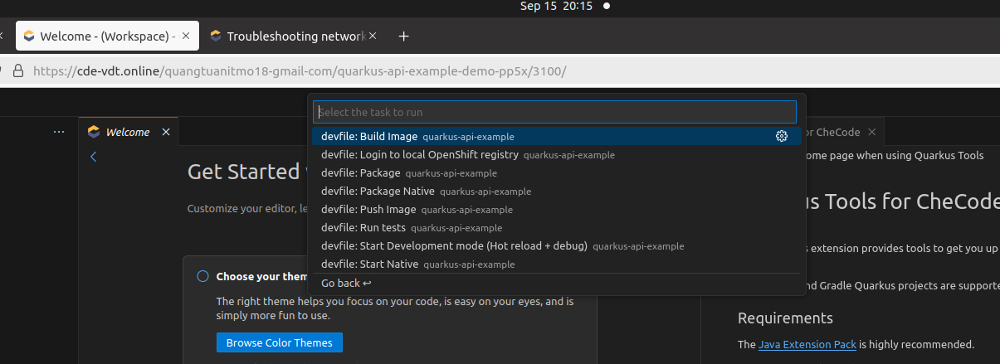 Sep 15 20:15
Welcome - (Workspace) -
Troubleshooting network
https://cde-vdt.online/quangtuanitmo18-gmail-com/quarkus-api-example-demo-pp5x/3100/
Select the task to run
devfile: Build Image quarkus-api-example
devfile: Login to local OpenShift registry quarkus-api-example
devfile: Package quarkus-api-example
devfile: Package Native quarkus-api-example
devfile: Push Image quarkus-api-example
devfile: Run tests quarkus-api-example
devfile: Start Development mode (Hot reload + debug) quarkus-api-example
devfile: Start Native quarkus-api-example
Go back ↩
Welcome
Get Started
Customize your editor, le
Choose your them
The right theme helps you focus on your code, is easy on your eyes, and is
simply more fun to use.
Browse Color Themes
or CheCode
ome page when using Quarkus Tools
s Tools for CheCode
s extension provides tools to get you up
nd Gradle Quarkus projects are supporte
Requirements
The Java Extension Pack is highly recommended.